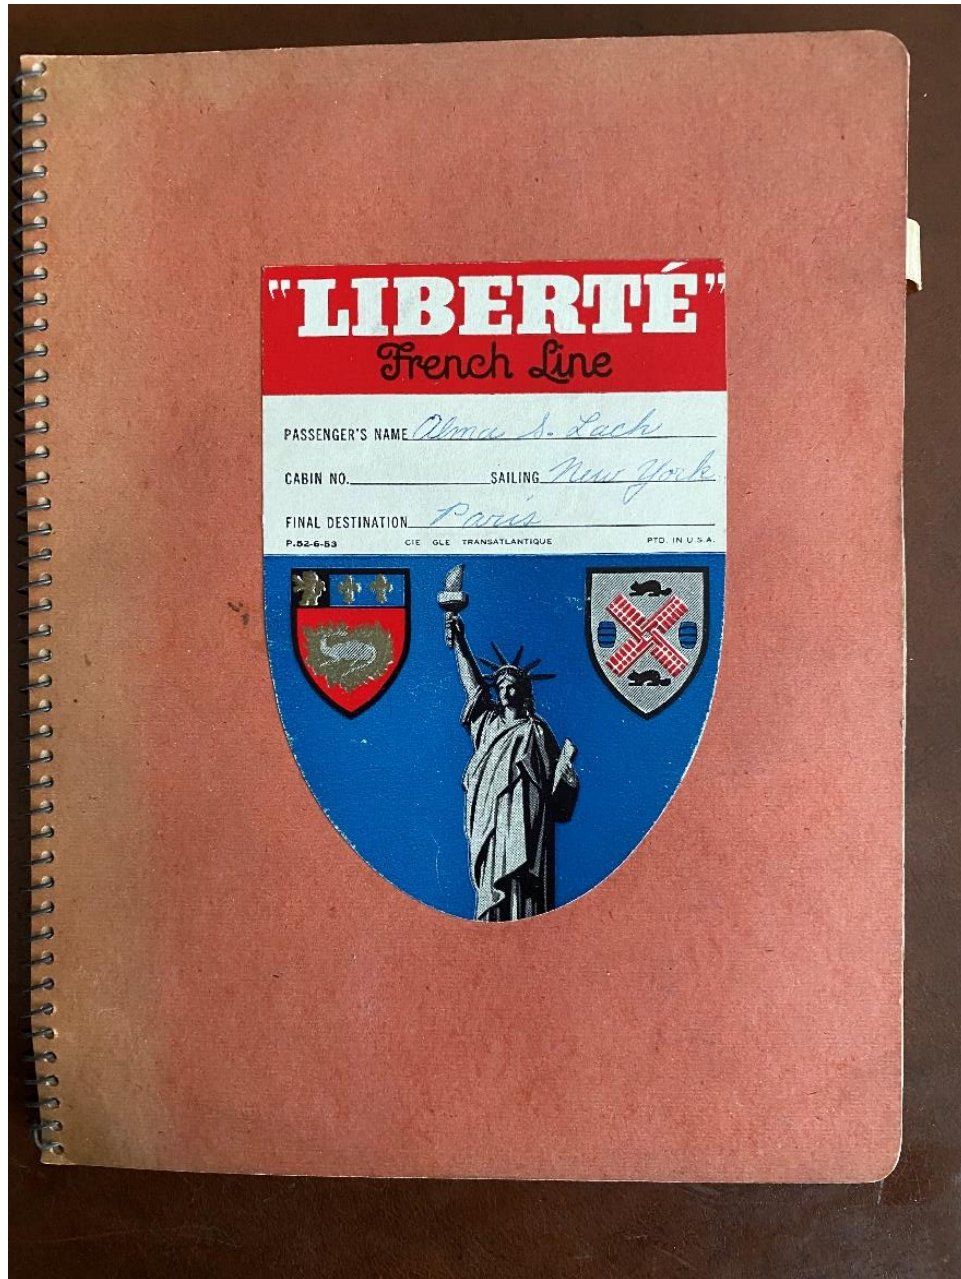 "LIBERTÉ"
French Line
PASSENGER'S NAME Alma S. Lach
CABIN NO. SAILING New York
FINAL DESTINATION Paris
P.52-6-53 CIE GLE TRANSATLANTIQUE PTD. IN U.S.A.